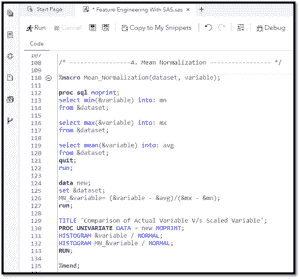 Start Page
* Feature Engineering With SAS.sas
Run
Cancel
Copy to My Snippets
Debug
Code
107
108 /* ----------------A. Mean Normalization ---------------- */
109
110 %macro Mean_Normalization(dataset, variable);
111
112 proc sql noprint;
113 select min(&variable) into: mn
114 from &dataset;
115
116 select max(&variable) into: mx
117 from &dataset;
118
119 select mean(&variable) into: avg
120 from &dataset;
121 quit;
122 run;
123
124 data new;
125 set &dataset;
126 MN_&variable= (&variable - &avg)/(&mx - &mn);
127 run;
128
129 TITLE 'Comparison of Actual Variable V/s Scaled Variable';
130 PROC UNIVARIATE DATA = new NOPRINT;
131 HISTOGRAM &variable / NORMAL;
132 HISTOGRAM MN_&variable / NORMAL;
133 RUN;
134
135 %mend;